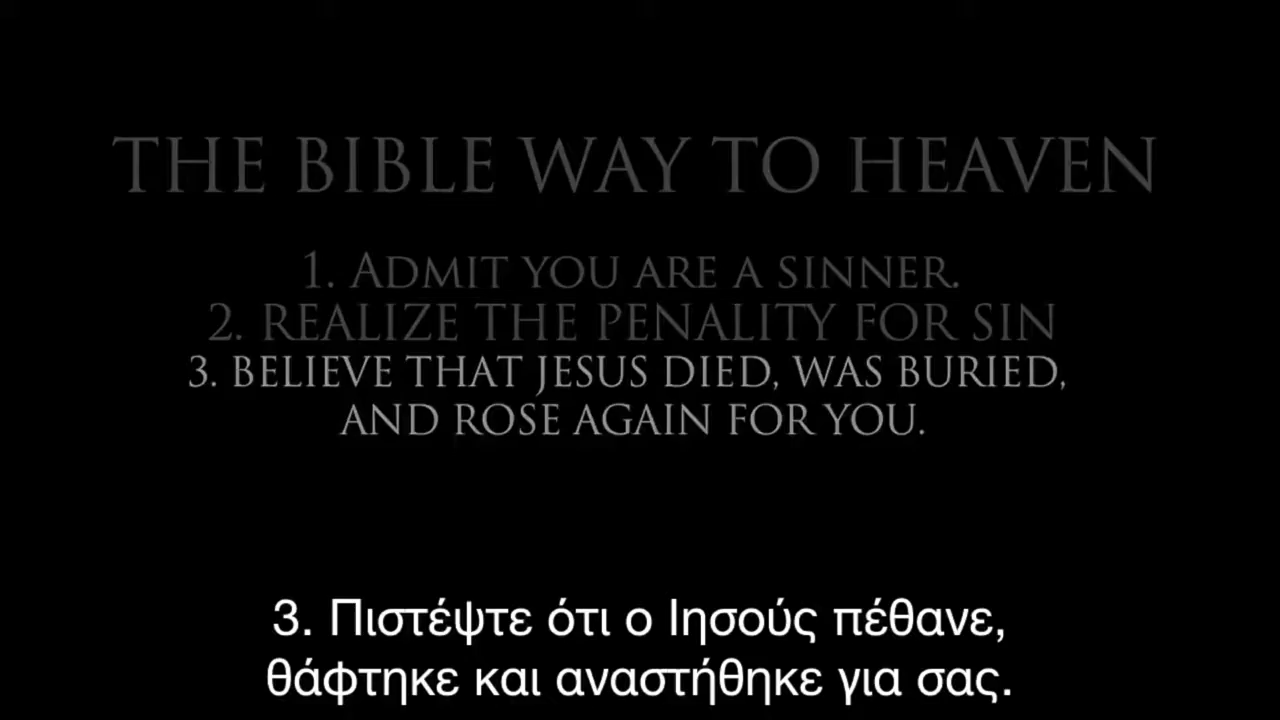 THE BIBLE WAY TO HEAVEN
1. ADMIT YOU ARE A SINNER.
2. REALIZE THE PENALITY FOR SIN
3. BELIEVE THAT JESUS DIED, WAS BURIED,
AND ROSE AGAIN FOR YOU.
3. Πιστέψτε ότι ο Ιησούς πέθανε,
θάφτηκε και αναστήθηκε για σας.